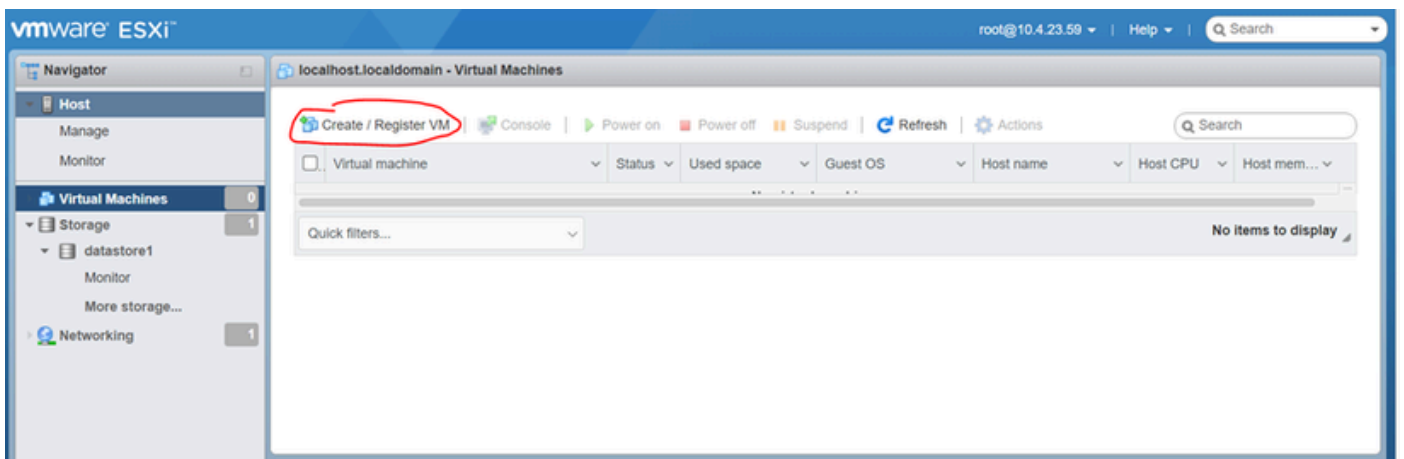 vmware ESXi™
root@10.4.23.59 | Help | Search
Navigator
localhost.localdomain - Virtual Machines
Host
Manage
Monitor
Create / Register VM | Console | Power on Power off Suspend | Refresh | Actions Search
Virtual machine Status Used space Guest OS Host name Host CPU Host mem...
Virtual Machines 0
Storage 1
Quick filters... No items to display
datastore1
Monitor
More storage...
Networking 1